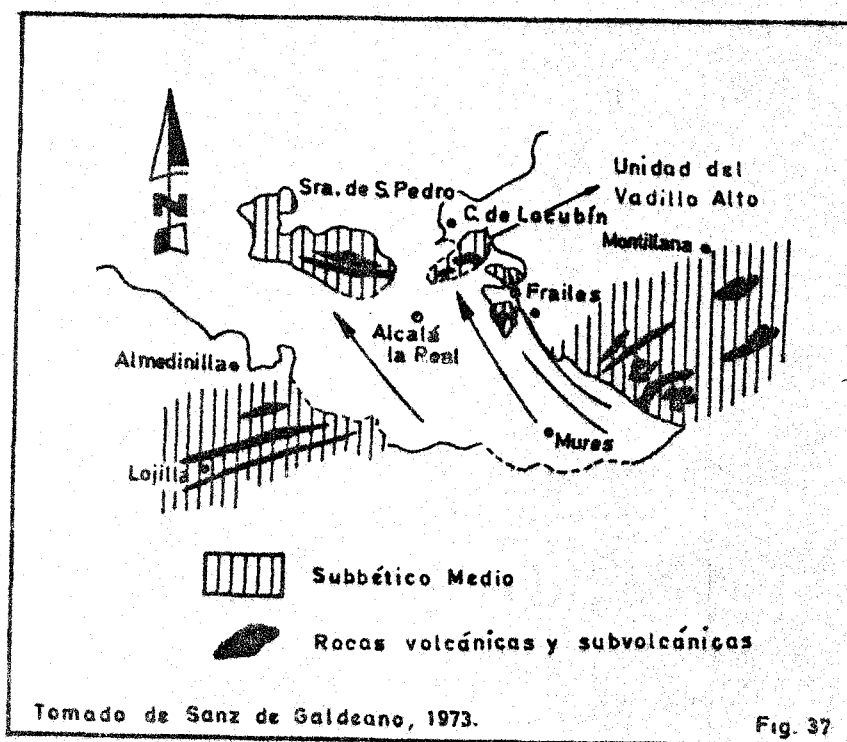 N
Sra. de S. Pedro
C. de Locubín
Unidad del
Vadillo Alto
Montillana
Frailes
Alcalá
la Real
Almedinilla
Mures
Lojilla
Subbético Medio
Rocas volcánicas y subvolcánicas
Tomado de Sanz de Galdeano, 1973.
Fig. 37